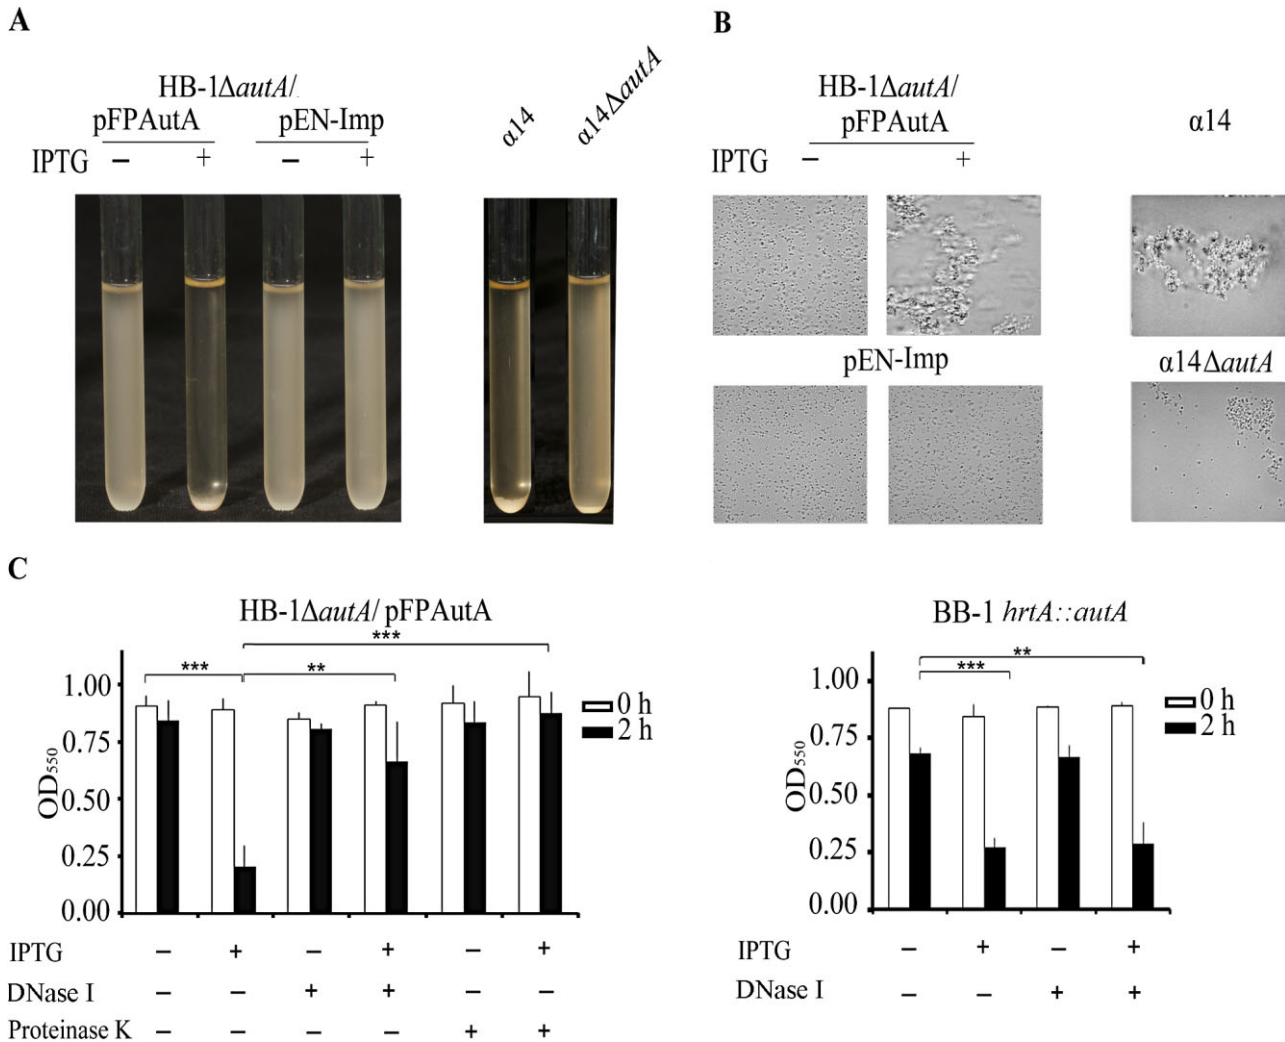 A
HB-1ΔautA/
pFPAutA pEN-Imp
IPTG – + – +
α14 α14ΔautA
B
HB-1ΔautA/
pFPAutA
IPTG – +
α14
pEN-Imp
α14ΔautA
C
HB-1ΔautA/ pFPAutA
***
*** **
1.00
0.75
0.50
0.25
0.00
OD550
0 h
2 h
IPTG – + – + – +
DNase I – – + + – –
Proteinase K – – – – + +
BB-1 hrtA::autA
**
***
1.00
0.75
0.50
0.25
0.00
OD550
0 h
2 h
IPTG – + – +
DNase I – – + +